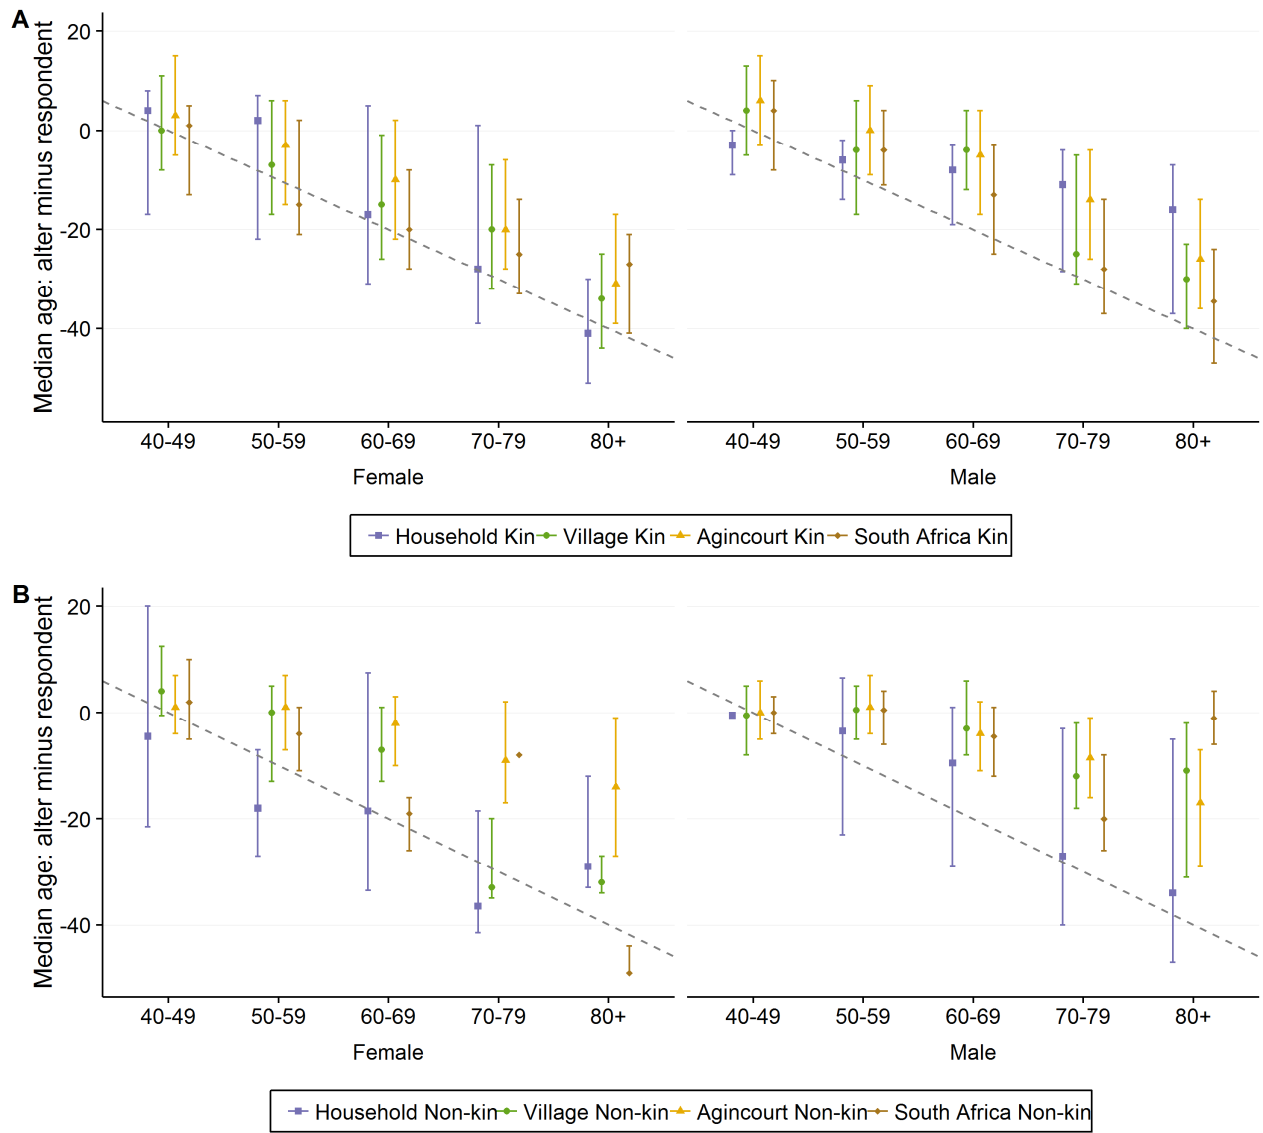 A
Median age: alter minus respondent
20
0
-20
-40
40-49 50-59 60-69 70-79 80+ 40-49 50-59 60-69 70-79 80+
Female Male
Household Kin Village Kin Agincourt Kin South Africa Kin
B
Median age: alter minus respondent
20
0
-20
-40
40-49 50-59 60-69 70-79 80+ 40-49 50-59 60-69 70-79 80+
Female Male
Household Non-kin Village Non-kin Agincourt Non-kin South Africa Non-kin